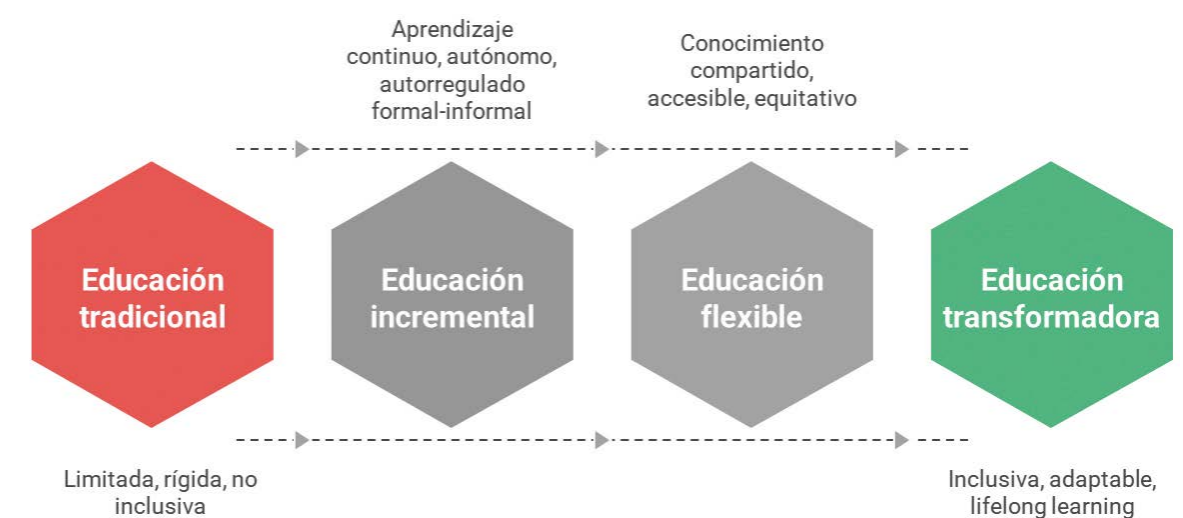 Aprendizaje
continuo, autónomo,
autorregulado
formal-informal
Conocimiento
compartido,
accesible, equitativo
Educación
tradicional
Educación
incremental
Educación
flexible
Educación
transformadora
Limitada, rígida, no
inclusiva
Inclusiva, adaptable,
lifelong learning